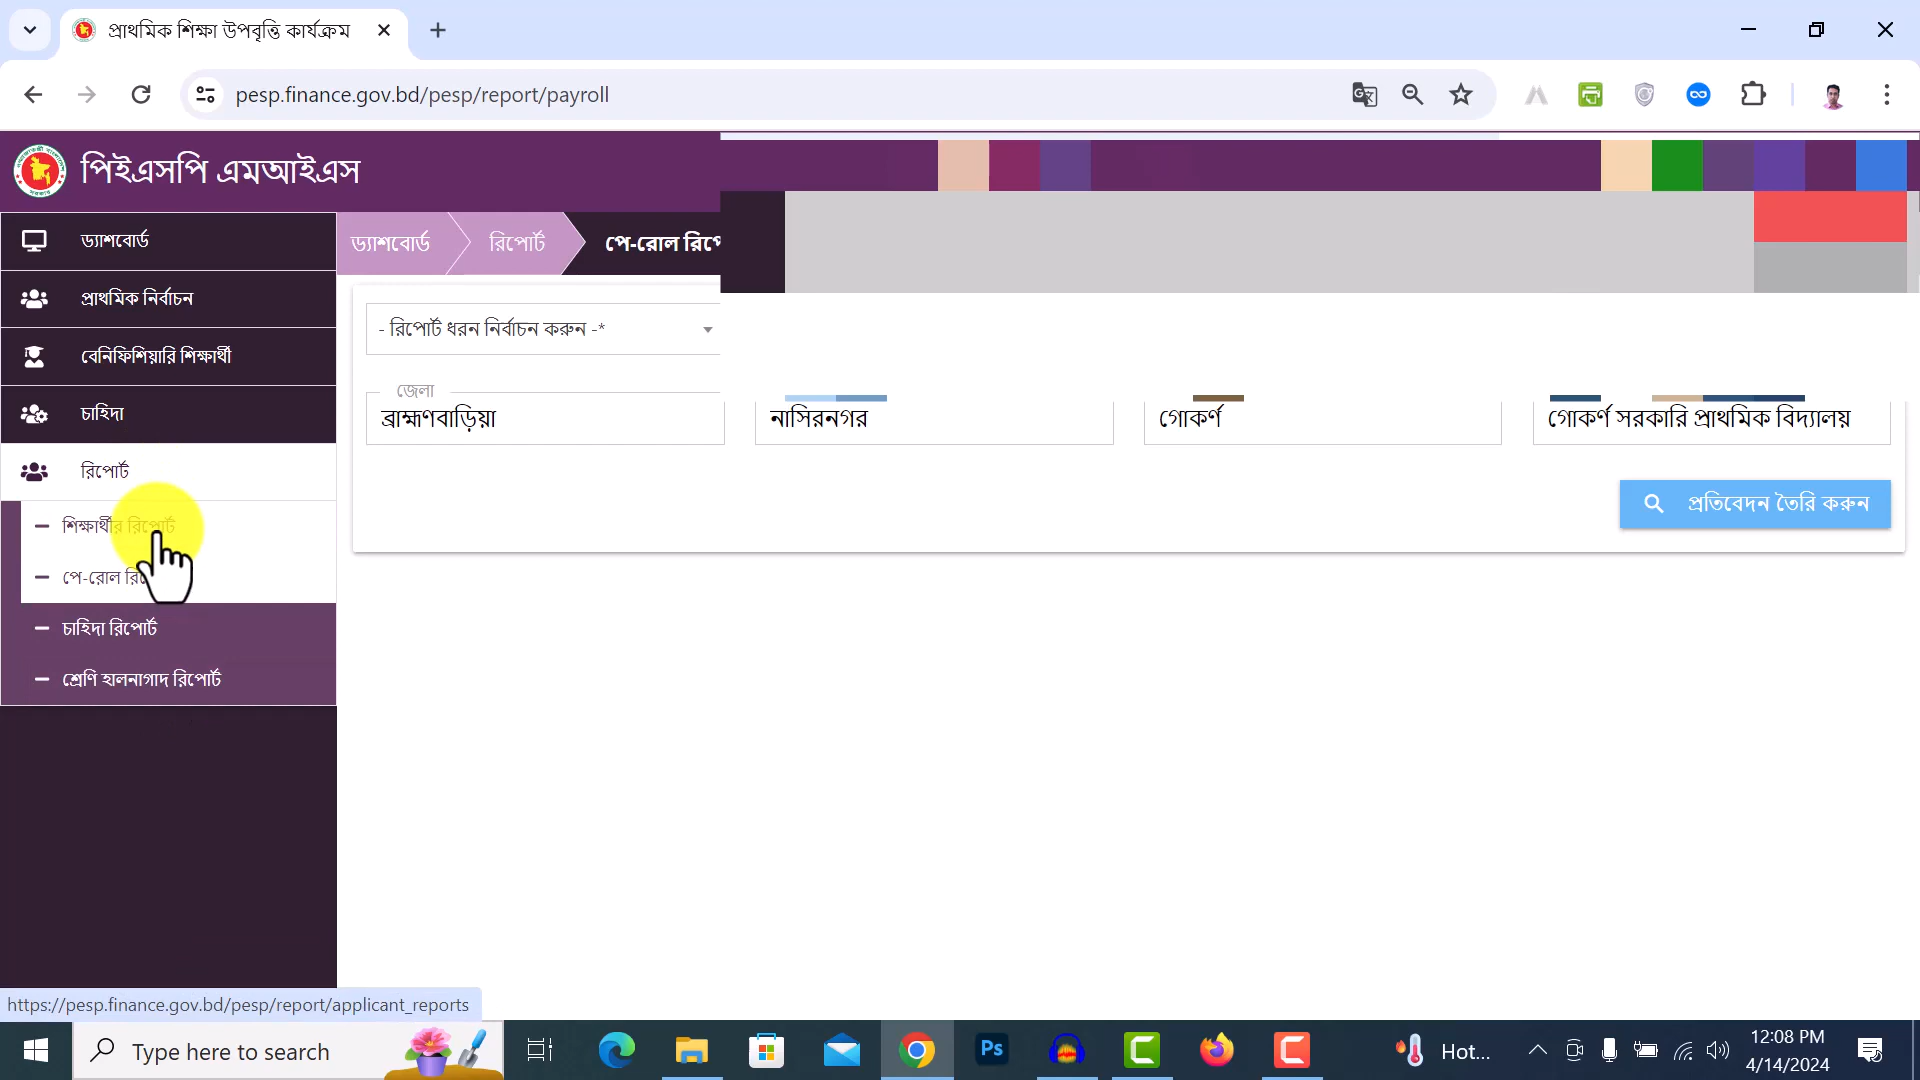 প্রাথমিক শিক্ষা উপবৃত্তি কার্যক্রম
pesp.finance.gov.bd/pesp/report/payroll
পিইএসপি এমআইএস
ড্যাশবোর্ড
প্রাথমিক নির্বাচন
বেনিফিশিয়ারি শিক্ষার্থী
চাহিদা
রিপোর্ট
শিক্ষার্থীর রিপোর্ট
পে-রোল
চাহিদা রিপোর্ট
শ্রেণি হালনাগাদ রিপোর্ট
ড্যাশবোর্ড রিপোর্ট পে-রোল
- রিপোর্ট ধরন নির্বাচন করুন -*
জেলা
ব্রাহ্মণবাড়িয়া নাসিরনগর গোকর্ণ গোকর্ণ সরকারি প্রাথমিক বিদ্যালয়
প্রতিবেদন তৈরি করুন
https://pesp.finance.gov.bd/pesp/report/applicant_reports
Type here to search
Ps
Hot...
12:08 PM
4/14/2024